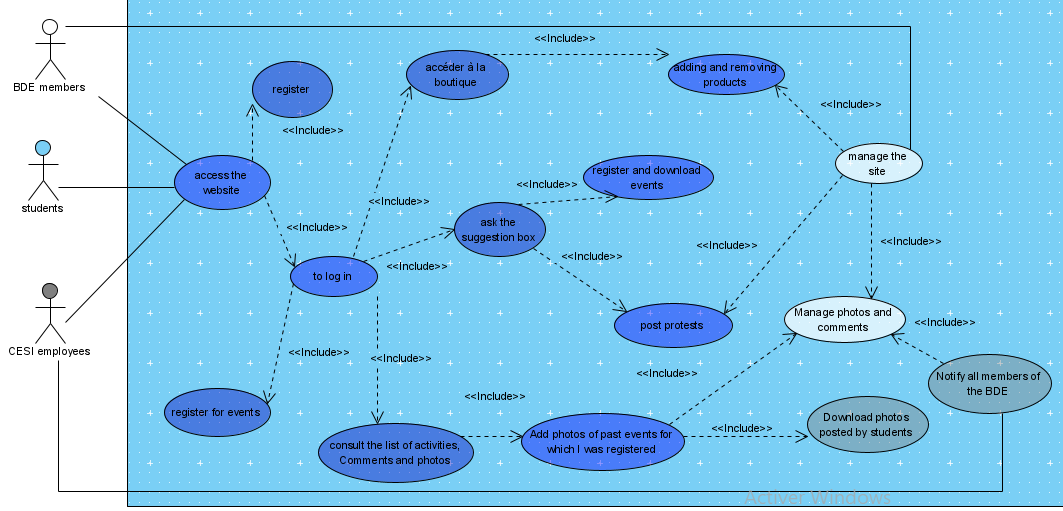 <<Include>>
accéder à la
boutique
adding and removing
products
BDE members
register
<<Include>>
<<Include>>
manage the
site
access the
website
register and download
events
<<Include>>
<<Include>>
students
ask the
suggestion box
<<Include>>
<<Include>>
<<Include>>
<<Include>>
<<Include>>
to log in
Manage photos and
comments
post protests
<<Include>>
CESI employees
<<Include>>
<<Include>>
<<Include>>
Notify all members of
the BDE
register for events
<<Include>>
Download photos
posted by students
<<Include>>
Add photos of past events for
which I was registered
consult the list of activities,
Comments and photos
Activer Windows